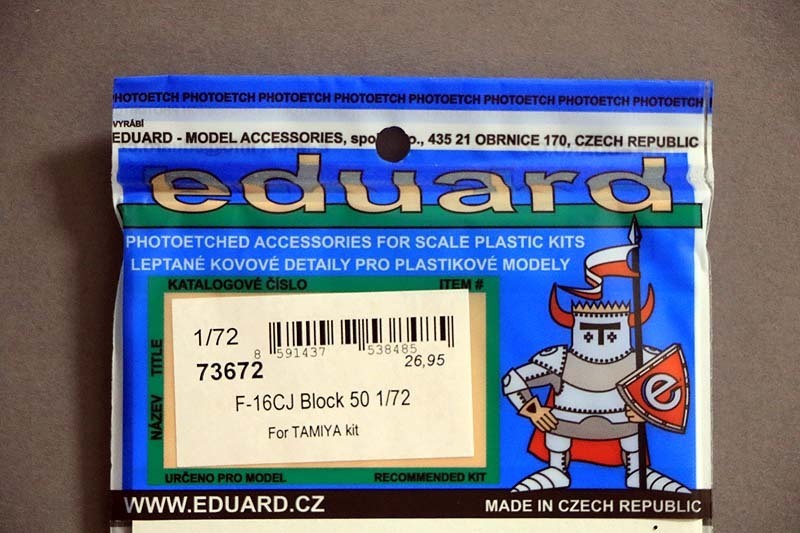 PHOTOETCH PHOTOETCH PHOTOETCH PHOTOETCH PHOTOETCH PHOTOETCH PHOTOETCH PHOTOETCH
VYRÁBÍ
EDUARD - MODEL ACCESSORIES, spo o., 435 21 OBRNICE 170, CZECH REPUBLIC
eduard
PHOTOETCHED ACCESSORIES FOR SCALE PLASTIC KITS
LEPTANÉ KOVOVÉ DETAILY PRO PLASTIKOVÉ MODELY
KATALOGOVÉ ČÍSLO ITEM #
NÁZEV TITLE
1/72
8 591437 538485
73672 26,95
F-16CJ Block 50 1/72
For TAMIYA kit
e
URČENO PRO MODEL RECOMMENDED KIT
WWW.EDUARD.CZ MADE IN CZECH REPUBLIC